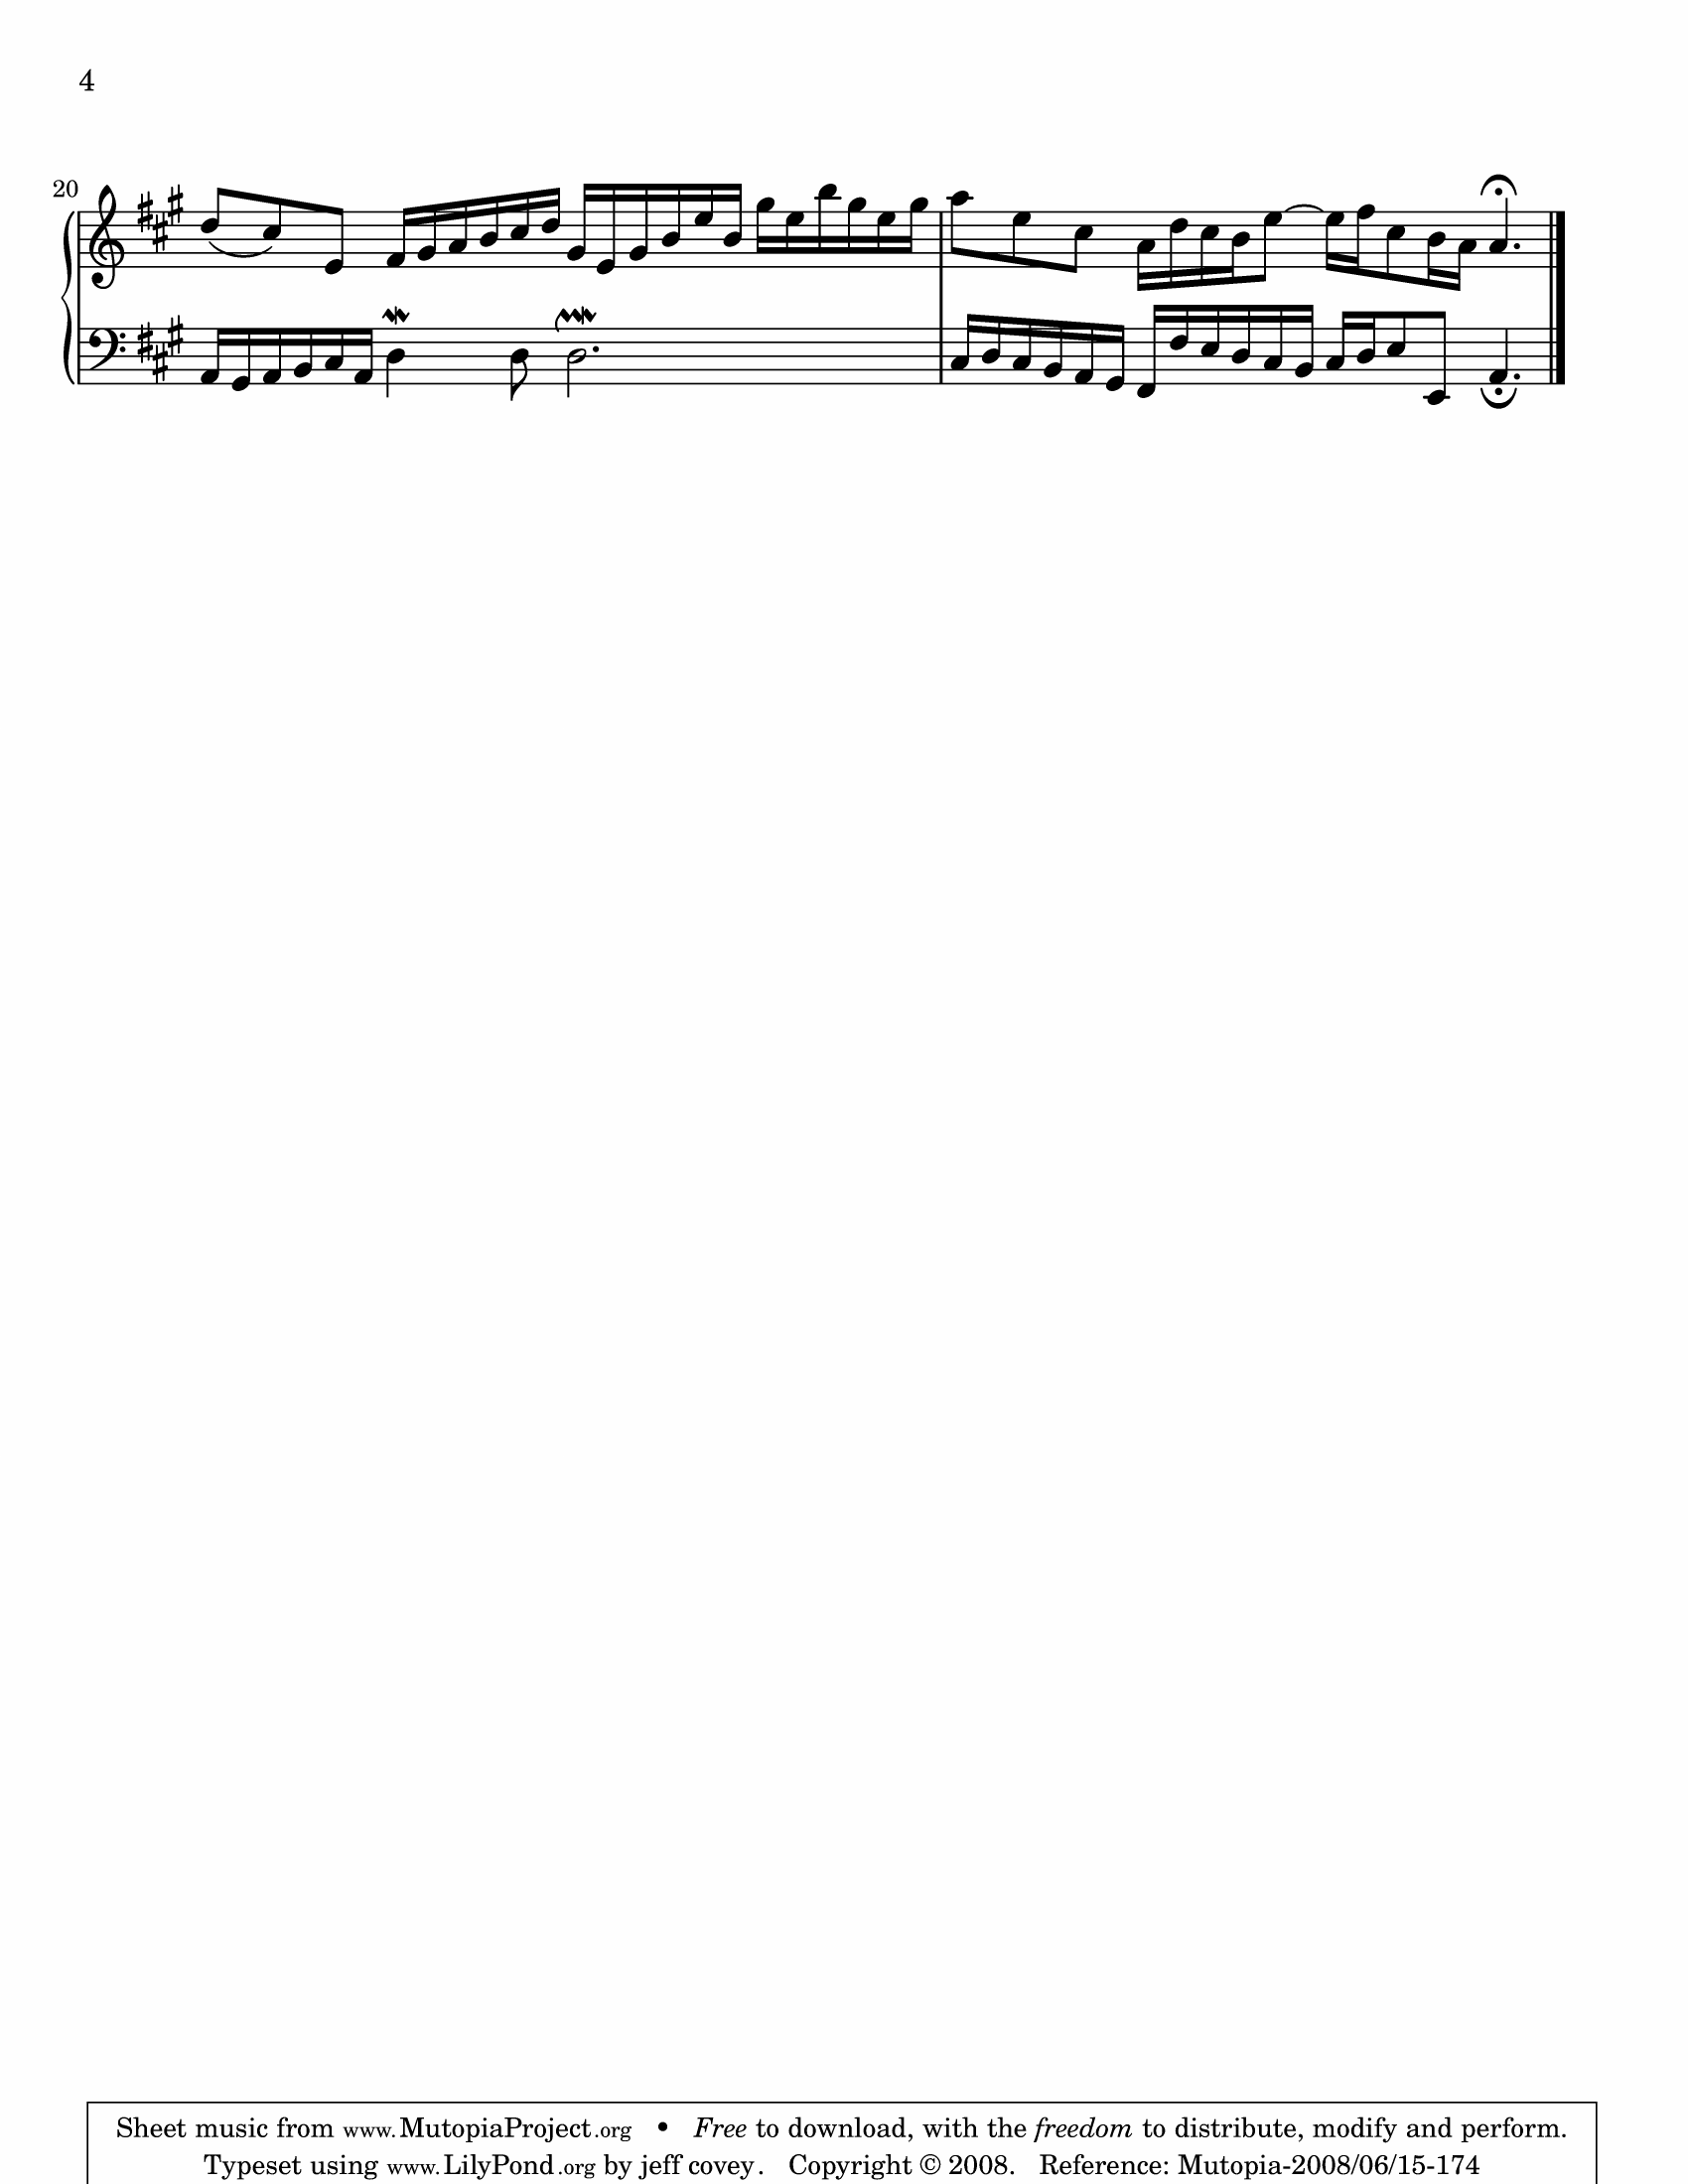 4
20
Sheet music from www.MutopiaProject.org • Free to download, with the freedom to distribute, modify and perform.
Typeset using www.LilyPond.org by jeff covey. Copyright © 2008. Reference: Mutopia-2008/06/15-174